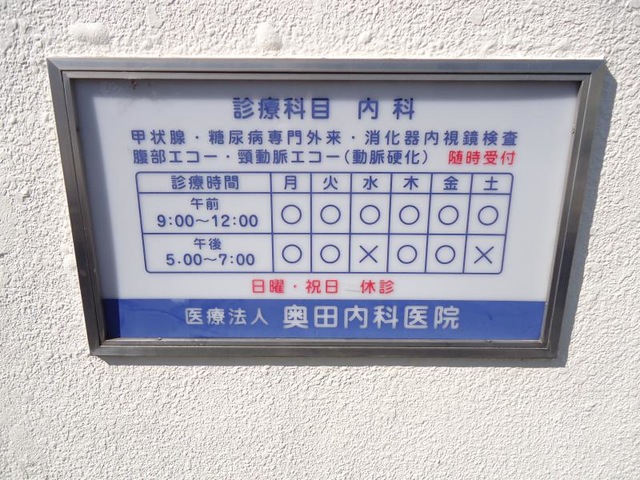 診療科目 内科
甲状腺・糖尿病専門外来・消化器内視鏡検査
腹部エコー・頸動脈エコー(動脈硬化) 随時受付
診療時間 月 火 水 木 金 土
午前
9:00〜12:00 ○ ○ ○ ○ ○ ○
午後
5.00〜7:00 ○ ○ × ○ ○ ×
日曜・祝日 休診
医療法人 奥田内科医院